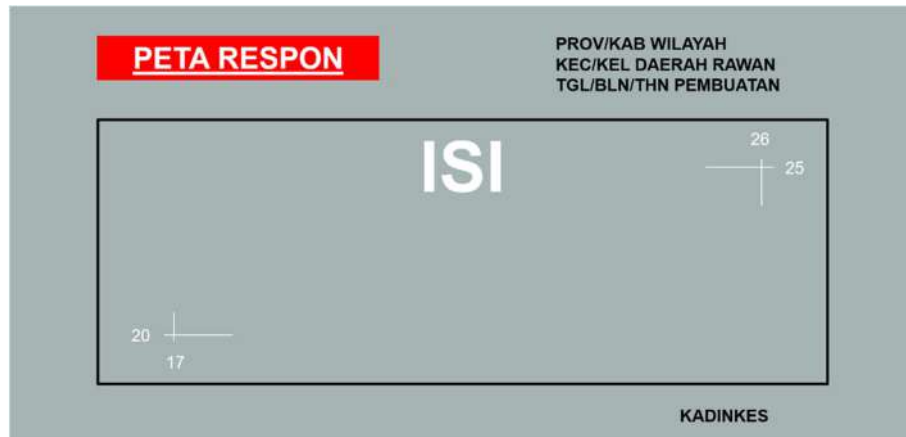 PETA RESPON
PROV/KAB WILAYAH
KEC/KEL DAERAH RAWAN
TGL/BLN/THN PEMBUATAN
ISI
26
25
20
17
KADINKES